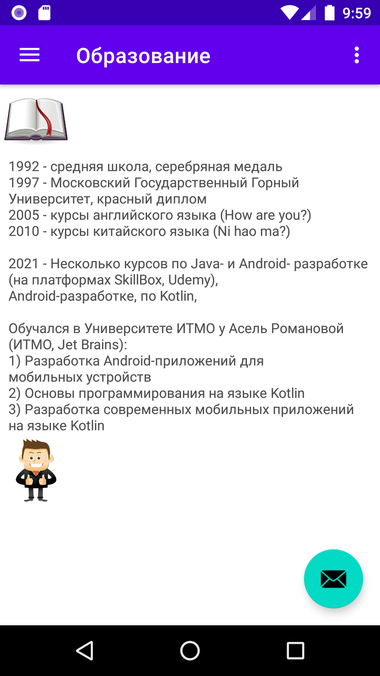 9:59
Образование
1992 - средняя школа, серебряная медаль
1997 - Московский Государственный Горный
Университет, красный диплом
2005 - курсы английского языка (How are you?)
2010 - курсы китайского языка (Ni hao ma?)
2021 - Несколько курсов по Java- и Android- разработке
(на платформах SkillBox, Udemy),
Android-разработке, по Kotlin,
Обучался в Университете ИТМО у Асель Романовой
(ИТМО, Jet Brains):
1) Разработка Android-приложений для
мобильных устройств
2) Основы программирования на языке Kotlin
3) Разработка современных мобильных приложений
на языке Kotlin